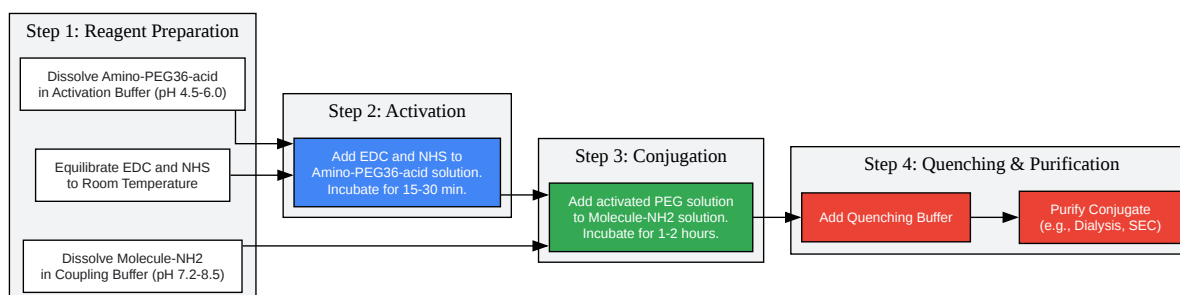 Step 1: Reagent Preparation
Dissolve Amino-PEG36-acid
in Activation Buffer (pH 4.5-6.0)
Equilibrate EDC and NHS
to Room Temperature
Dissolve Molecule-NH2
in Coupling Buffer (pH 7.2-8.5)
Step 2: Activation
Add EDC and NHS to
Amino-PEG36-acid solution.
Incubate for 15-30 min.
Step 3: Conjugation
Add activated PEG solution
to Molecule-NH2 solution.
Incubate for 1-2 hours.
Step 4: Quenching & Purification
Add Quenching Buffer
Purify Conjugate
(e.g., Dialysis, SEC)